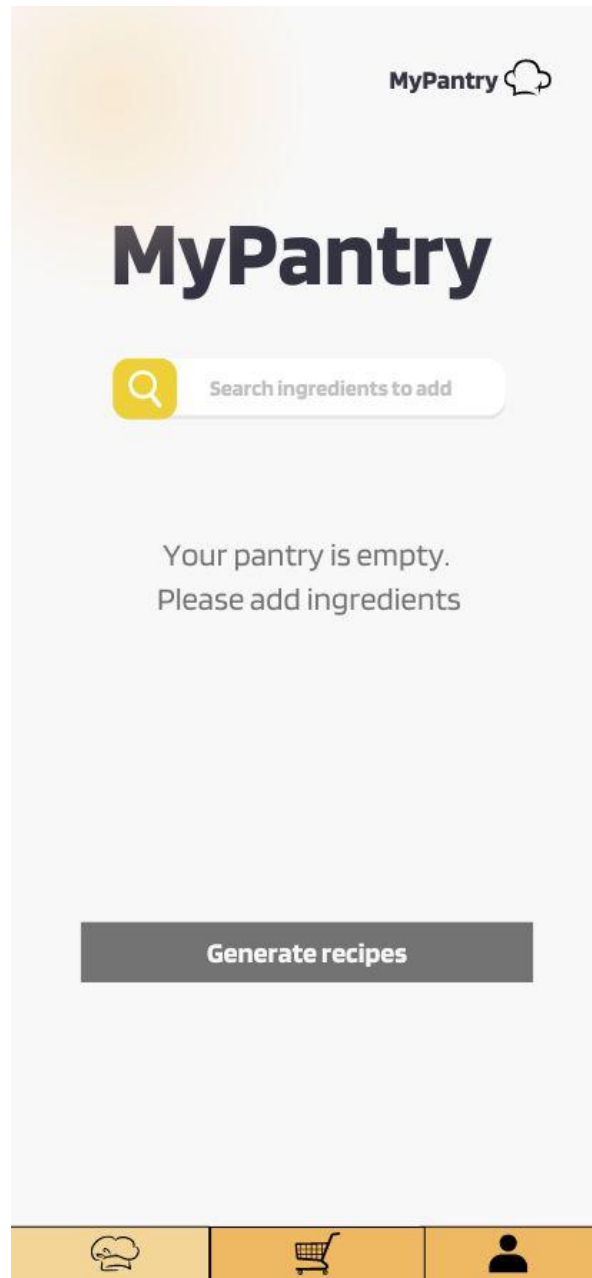 MyPantry
MyPantry
Search ingredients to add
Your pantry is empty.
Please add ingredients
Generate recipes